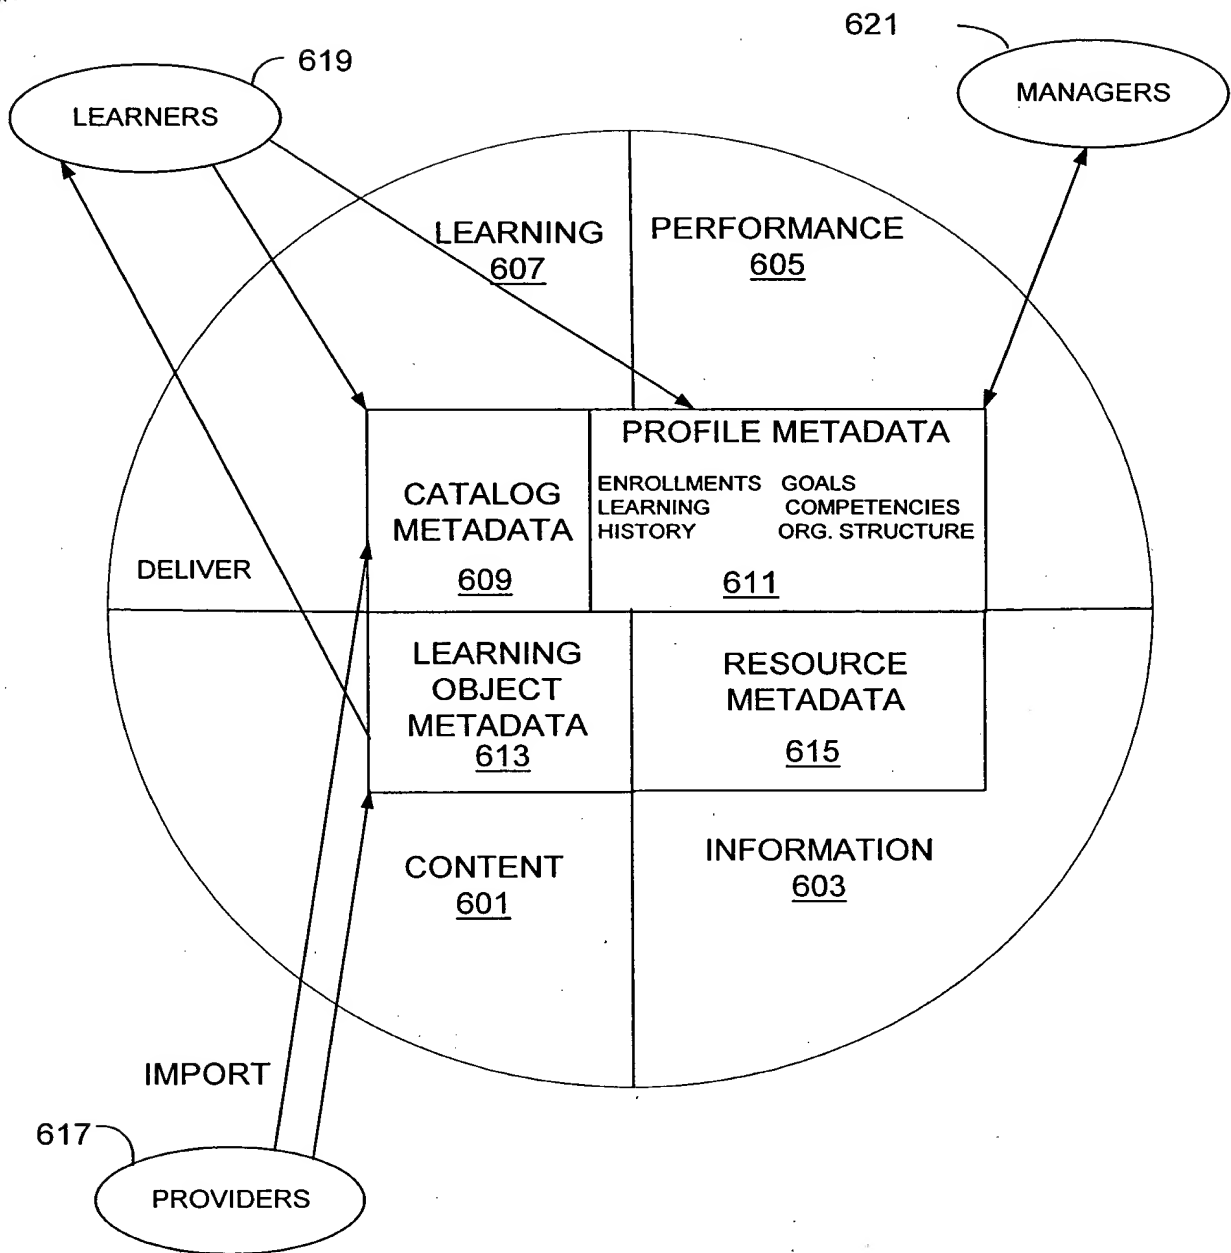 621
619
MANAGERS
LEARNERS
LEARNING
607
PERFORMANCE
605
PROFILE METADATA
ENROLLMENTS GOALS
LEARNING COMPETENCIES
HISTORY ORG. STRUCTURE
611
CATALOG
METADATA
609
DELIVER
LEARNING
OBJECT
METADATA
613
RESOURCE
METADATA
615
CONTENT
601
INFORMATION
603
IMPORT
617
PROVIDERS